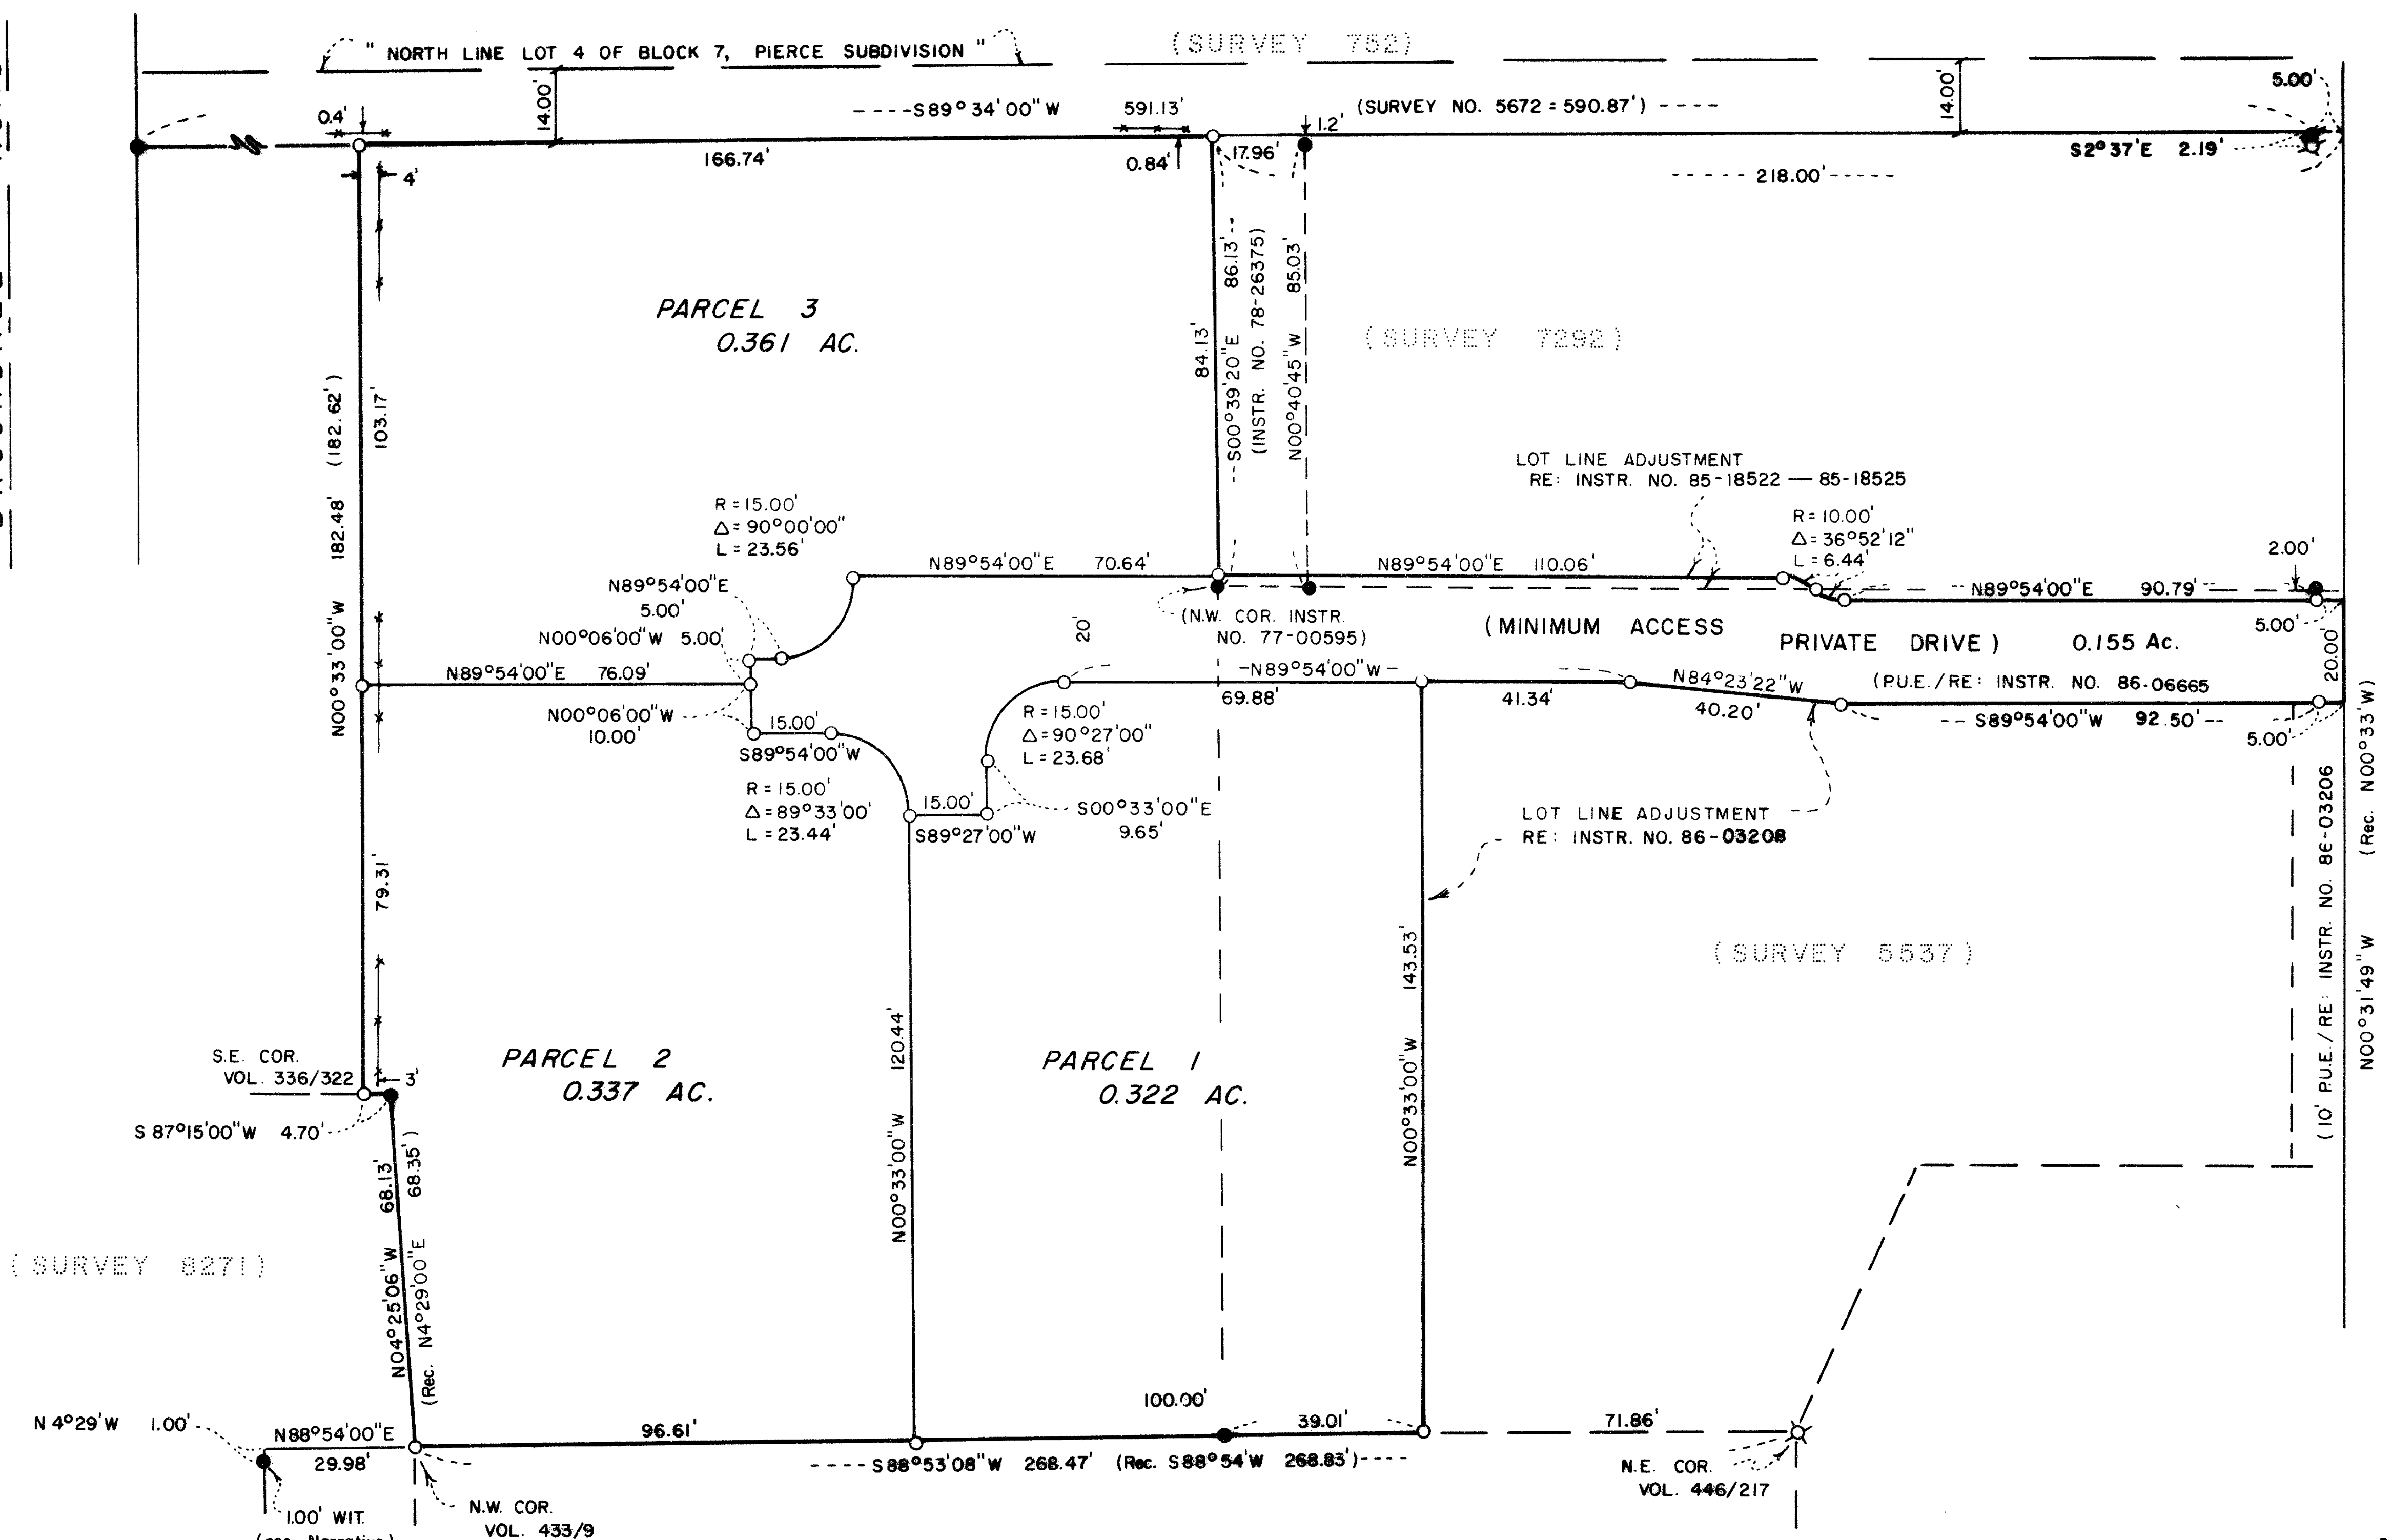 " NORTH LINE LOT 4 OF BLOCK 7, PIERCE SUBDIVISION "
(SURVEY 752)
14.00'
14.00'
5.00'
0.4'
S89°34'00"W 591.13' (SURVEY NO. 5672 = 590.87')
1.2'
S2°37'E 2.19'
166.74'
0.84'
17.96'
4'
218.00'
PARCEL 3
0.361 AC.
84.13'
S00°39'20"E 86.13'
(INSTR. NO. 78-26375)
N00°40'45"W 85.03'
(SURVEY 7292)
N00°33'00"W 182.48' (182.62')
103.17'
LOT LINE ADJUSTMENT
RE: INSTR. NO. 85-18522 — 85-18525
R = 15.00'
Δ = 90°00'00"
L = 23.56'
R = 10.00'
Δ = 36°52'12"
L = 6.44'
2.00'
N89°54'00"E 70.64'
N89°54'00"E 110.06'
N89°54'00"E 90.79'
N89°54'00"E
5.00'
N00°06'00"W 5.00'
(N.W. COR. INSTR.
NO. 77-00595)
20'
(MINIMUM ACCESS PRIVATE DRIVE) 0.155 Ac.
5.00'
20.00'
N89°54'00"E 76.09'
N89°54'00"W
69.88'
41.34'
N84°23'22"W
40.20'
(P.U.E./RE: INSTR. NO. 86-06665
N00°06'00"W
10.00'
15.00'
S89°54'00"W
R = 15.00'
Δ = 90°27'00"
L = 23.68'
S89°54'00"W 92.50'
5.00'
R = 15.00'
Δ = 89°33'00'
L = 23.44'
15.00'
S89°27'00"W
S00°33'00"E
9.65'
LOT LINE ADJUSTMENT
RE: INSTR. NO. 86-03208
79.31'
143.53'
N00°33'00"W
(SURVEY 5537)
(10' P.U.E./RE: INSTR. NO. 86-03206
N00°31'49"W (Rec. N00°33'W)
S.E. COR.
VOL. 336/322
3'
PARCEL 2
0.337 AC.
N00°33'00"W 120.44'
PARCEL 1
0.322 AC.
S 87°15'00"W 4.70'
N04°25'06"W 68.13'
(Rec. N4°29'00"E 68.35')
(SURVEY 8271)
N 4°29'W 1.00'
N88°54'00"E
29.98'
96.61'
100.00'
39.01'
71.86'
S88°53'08"W 268.47' (Rec. S88°54'W 268.83')
N.E. COR.
VOL. 446/217
1.00' WIT.
N.W. COR.
VOL. 433/9